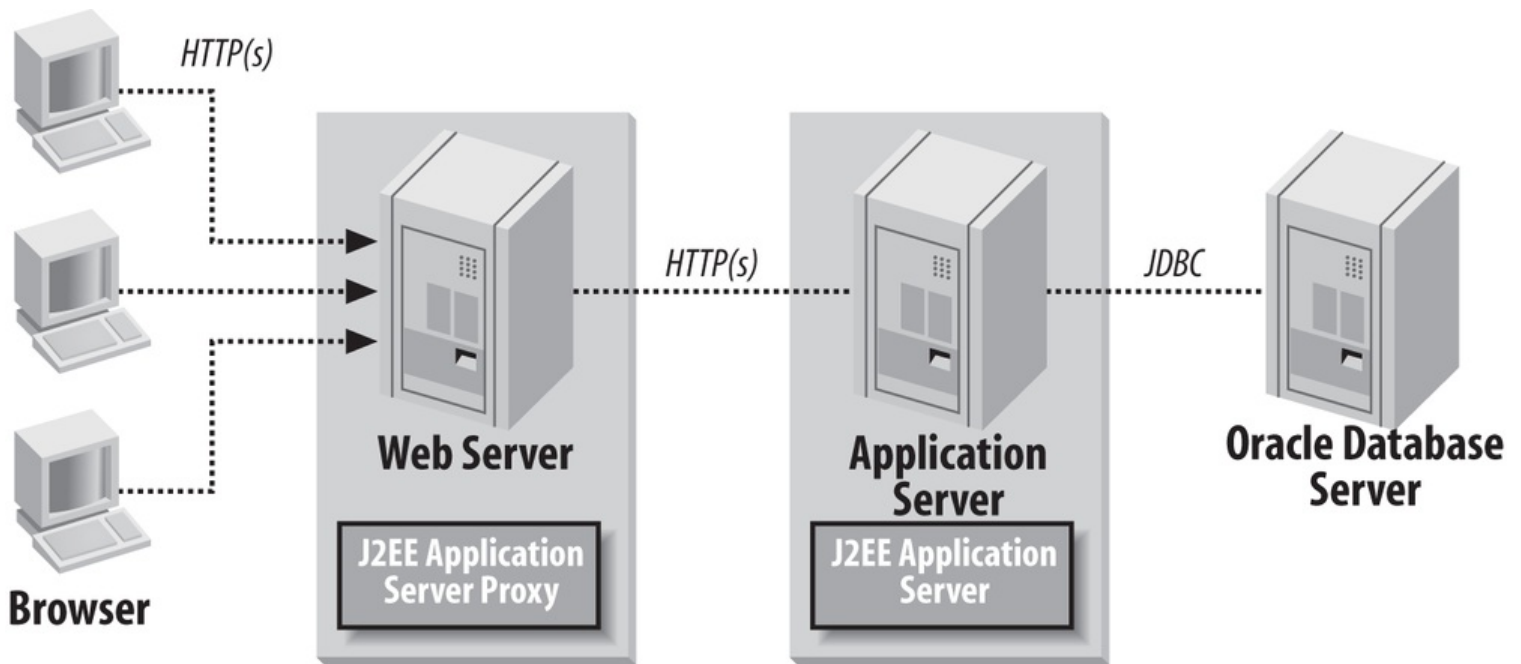 HTTP(s)
HTTP(s)
JDBC
Web Server
Application
Server
Oracle Database
Server
J2EE Application
Server Proxy
J2EE Application
Server
Browser